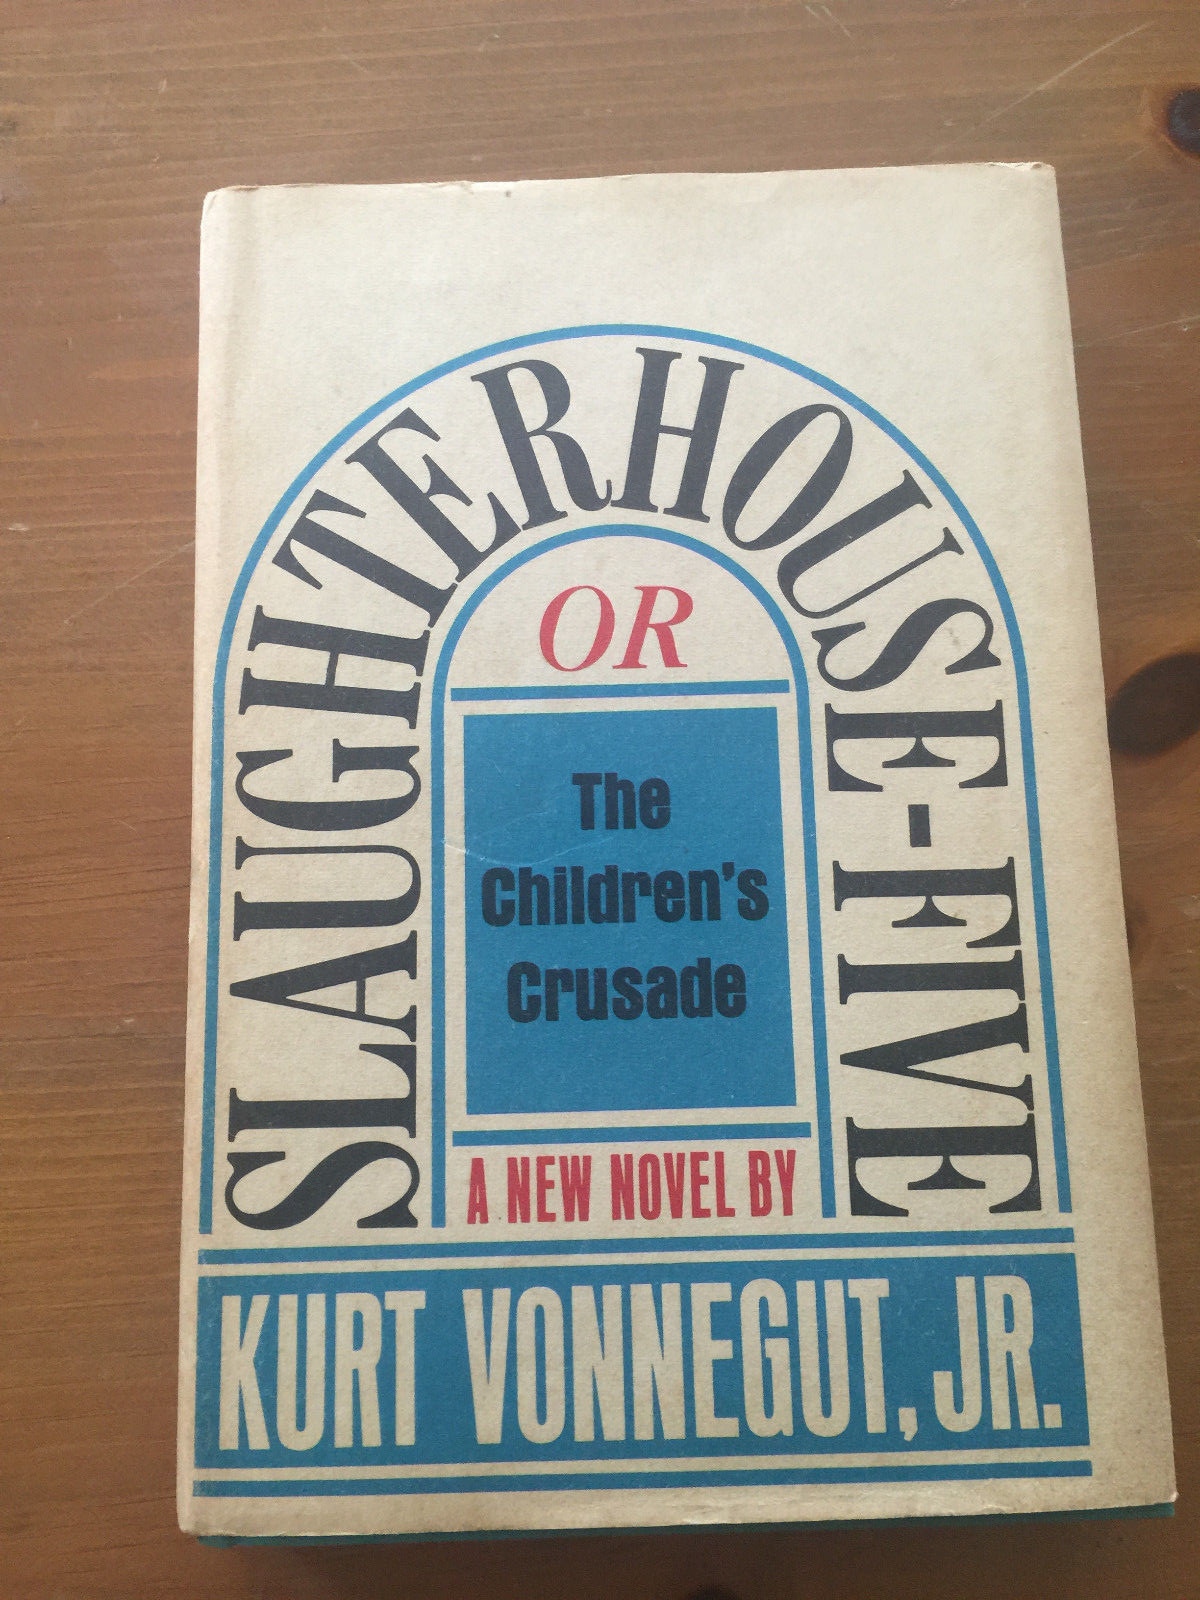 SLAUGHTERHOUSE-FIVE
OR
The
Children's
Crusade
A NEW NOVEL BY
KURT VONNEGUT, JR.